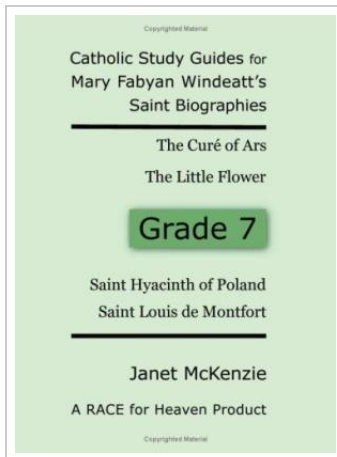 Copyrighted Material
Catholic Study Guides for
Mary Fabyan Windeatt's
Saint Biographies
The Curé of Ars
The Little Flower
Grade 7
Saint Hyacinth of Poland
Saint Louis de Montfort
Janet McKenzie
A RACE for Heaven Product
Copyrighted Material